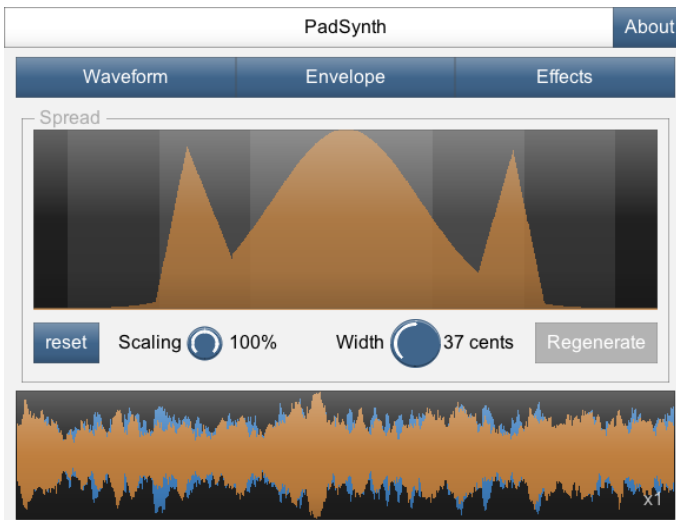 PadSynth About
Waveform Envelope Effects
Spread
reset Scaling 100% Width 37 cents Regenerate
x1